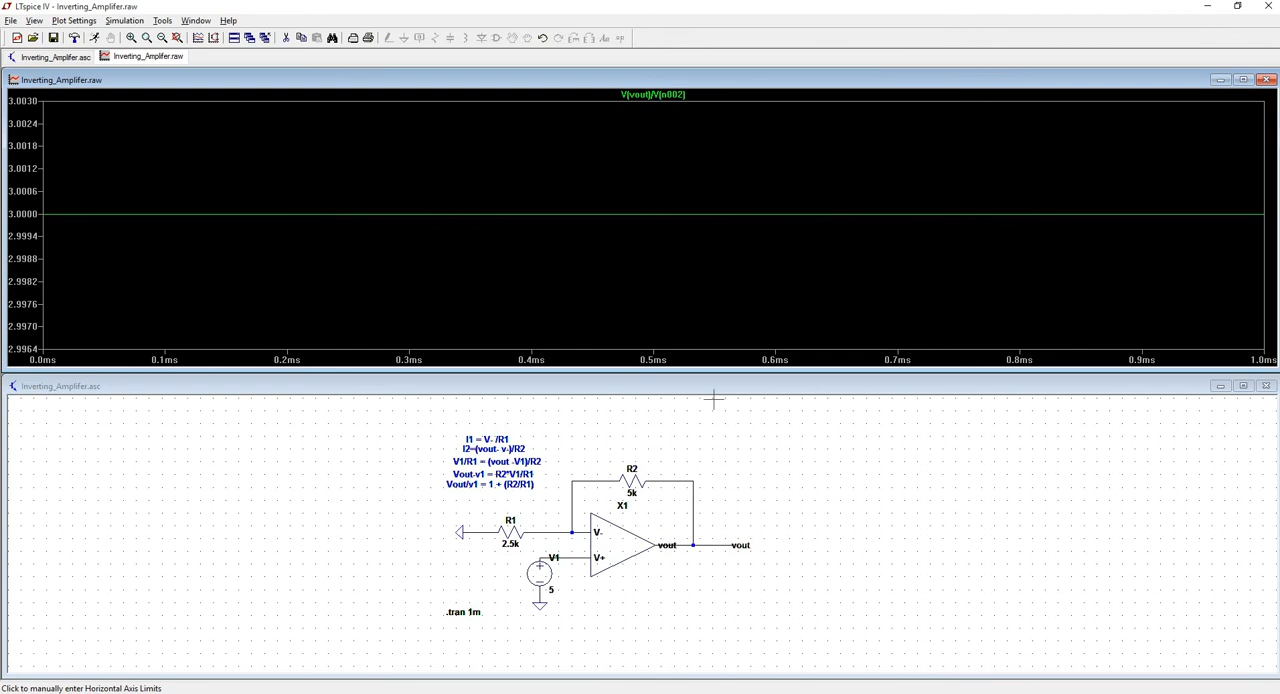 LTspice IV - Inverting_Amplifer.raw
File View Plot Settings Simulation Tools Window Help
Inverting_Amplifer.asc Inverting_Amplifer.raw
Inverting_Amplifer.raw
V(vout)/V(n002)
3.0030
3.0024
3.0018
3.0012
3.0006
3.0000
2.9994
2.9988
2.9982
2.9976
2.9970
2.9964
0.0ms 0.1ms 0.2ms 0.3ms 0.4ms 0.5ms 0.6ms 0.7ms 0.8ms 0.9ms 1.0ms
Inverting_Amplifer.asc
I1 = V- /R1
I2=(vout- v-)/R2
V1/R1 = (vout -V1)/R2
Vout-v1 = R2*V1/R1
Vout/v1 = 1 + (R2/R1)
R2
5k
X1
R1
2.5k
V-
vout vout
V1 V+
5
.tran 1m
Click to manually enter Horizontal Axis Limits